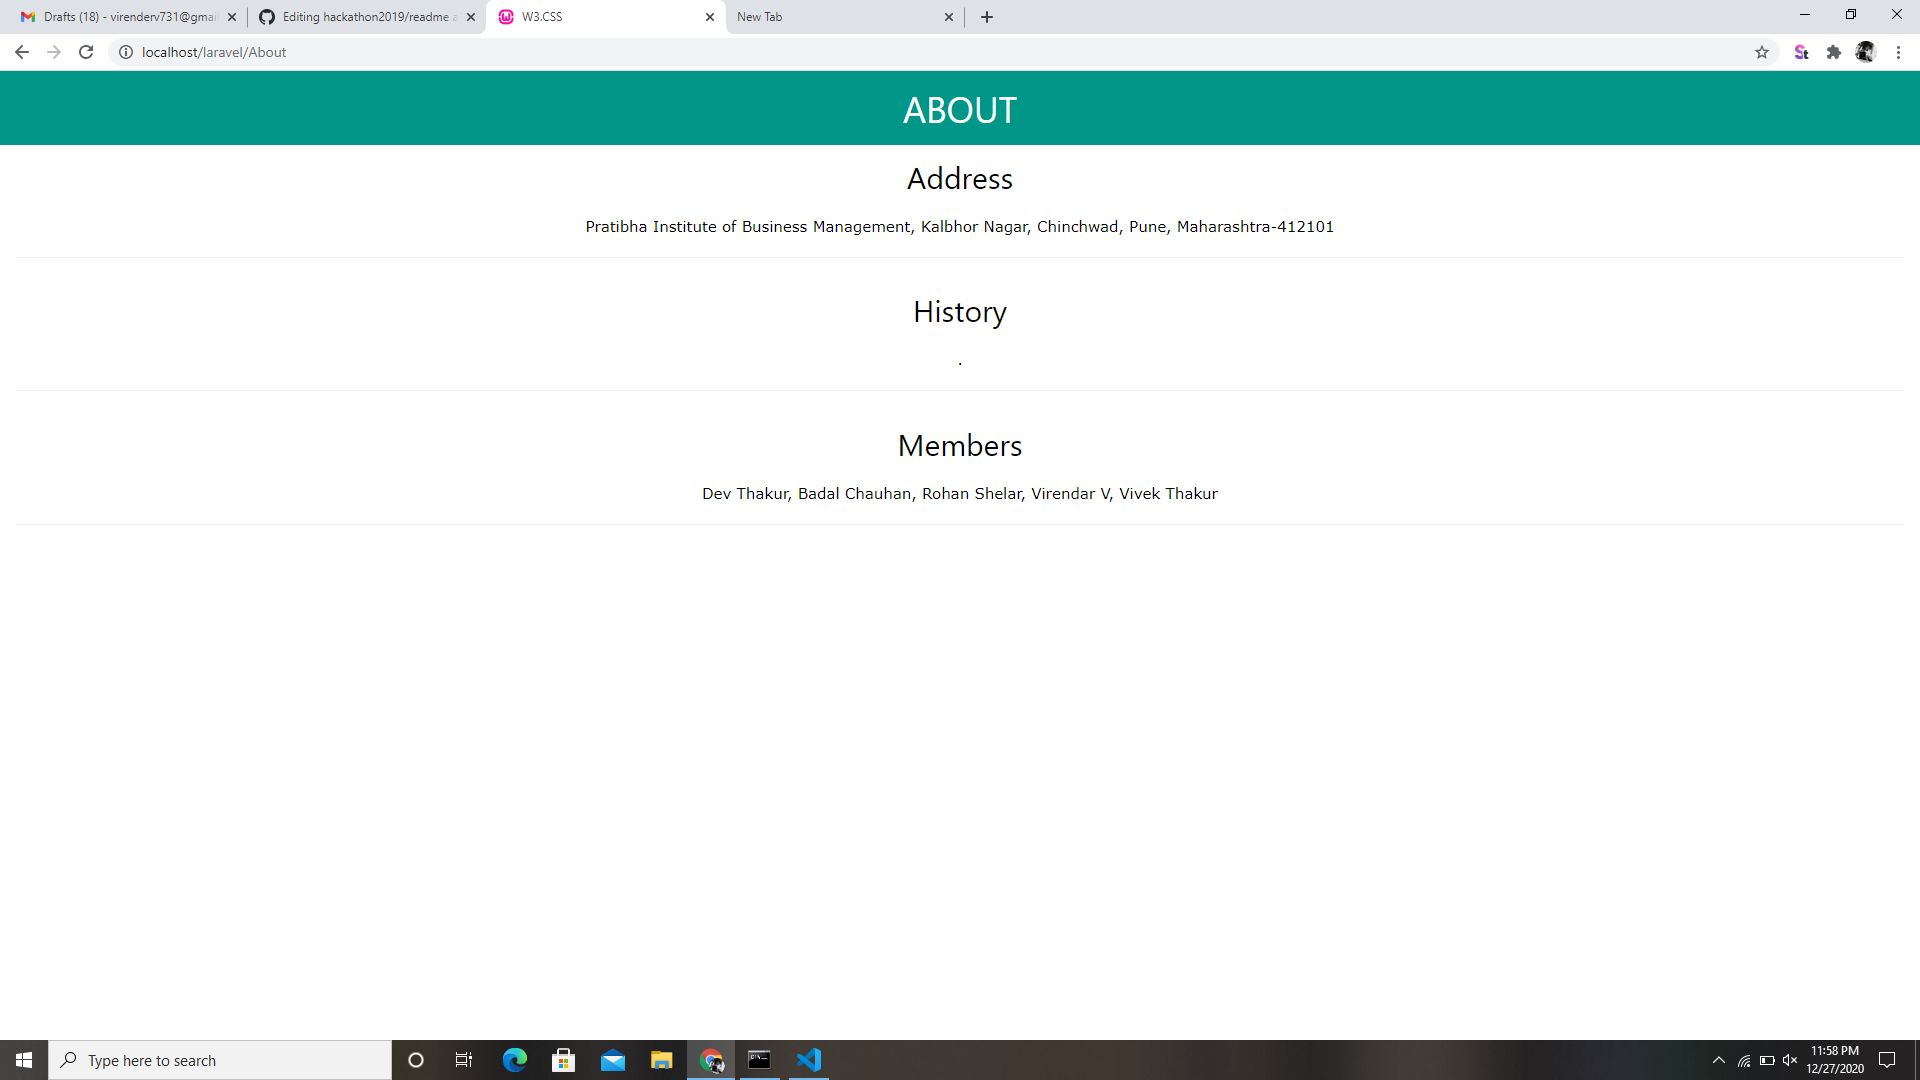 Drafts (18) - virenderv731@gmai
Editing hackathon2019/readme a
W3.CSS
New Tab
localhost/laravel/About
ABOUT
Address
Pratibha Institute of Business Management, Kalbhor Nagar, Chinchwad, Pune, Maharashtra-412101
History
.
Members
Dev Thakur, Badal Chauhan, Rohan Shelar, Virendar V, Vivek Thakur
Type here to search
11:58 PM
12/27/2020